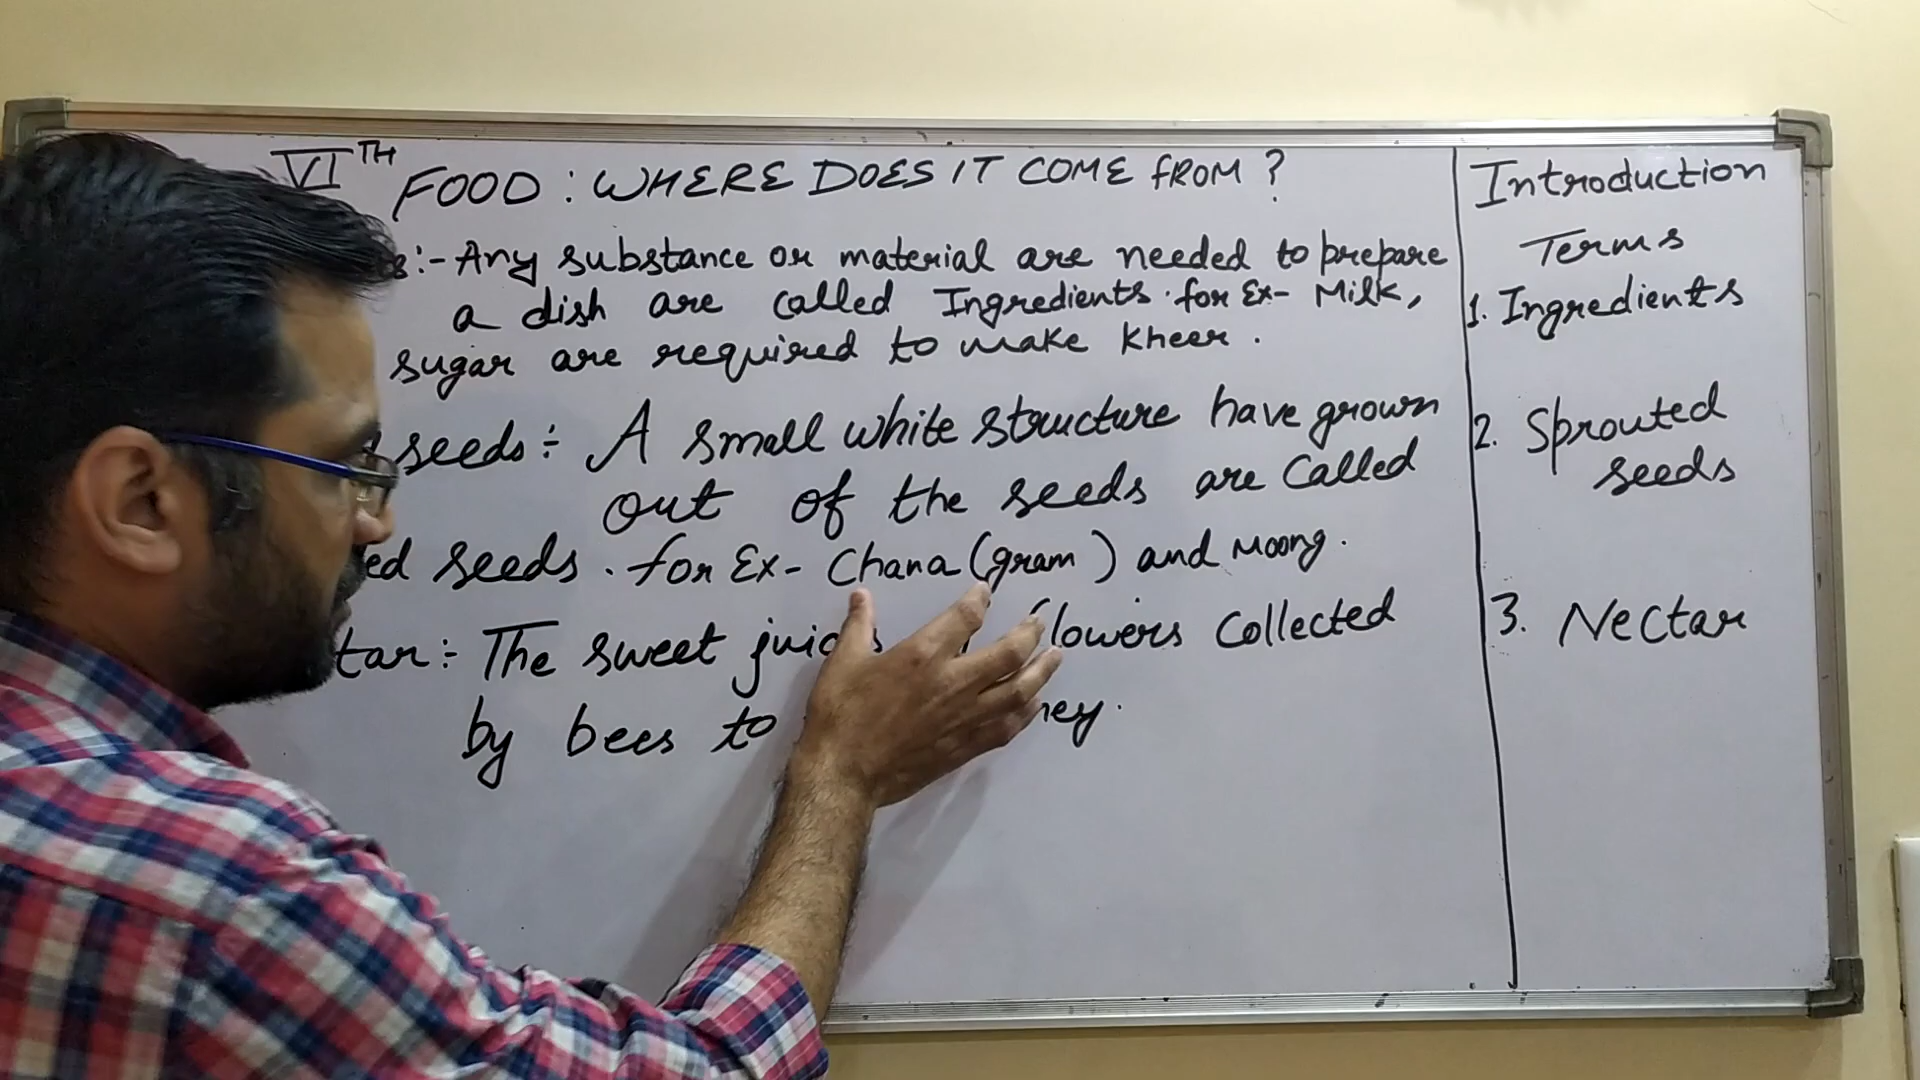 VI TH
FOOD : WHERE DOES IT COME FROM ?
s :- Any substance or material are needed to prepare
a dish are called Ingredients. for Ex- Milk,
sugar are required to make kheer.
seeds :- A small white structure have grown
out of the seeds are called
ed seeds. for Ex- Chana (gram) and Moong.
tar :- The sweet flowers collected
by bees to
Introduction
Terms
1. Ingredients
2. Sprouted
seeds
3. Nectar